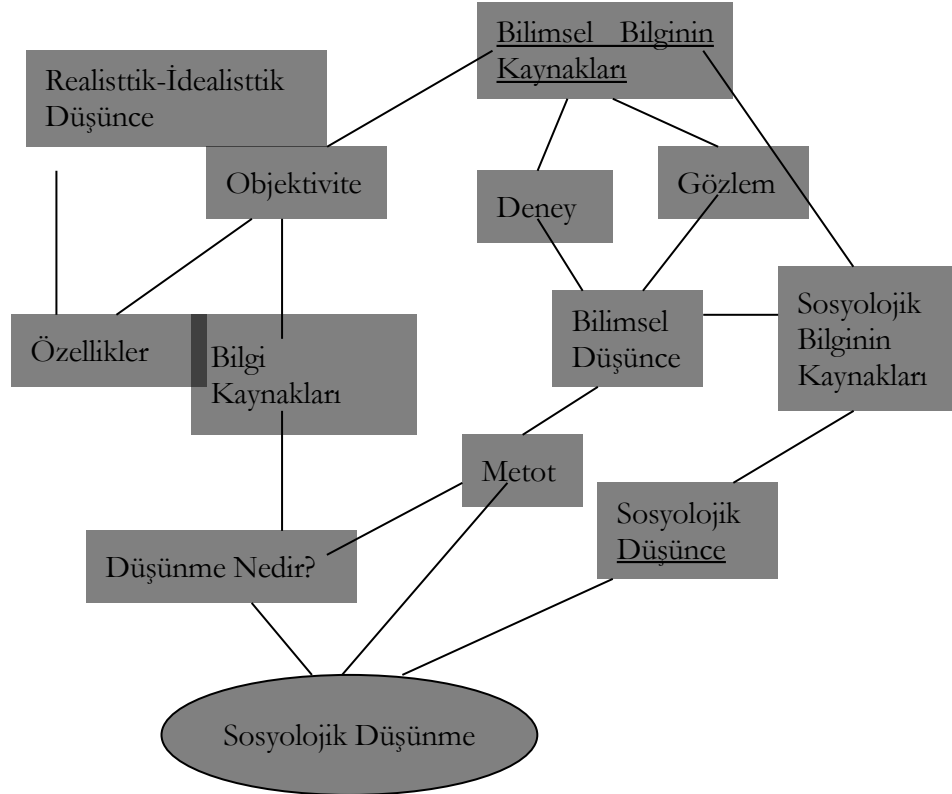 Bilimsel Bilginin
Kaynakları
Realisttik-İdealisttik
Düşünce
Objektivite
Gözlem
Deney
Özellikler
Bilgi
Kaynakları
Bilimsel
Düşünce
Sosyolojik
Bilginin
Kaynakları
Metot
Sosyolojik
Düşünce
Düşünme Nedir?
Sosyolojik Düşünme